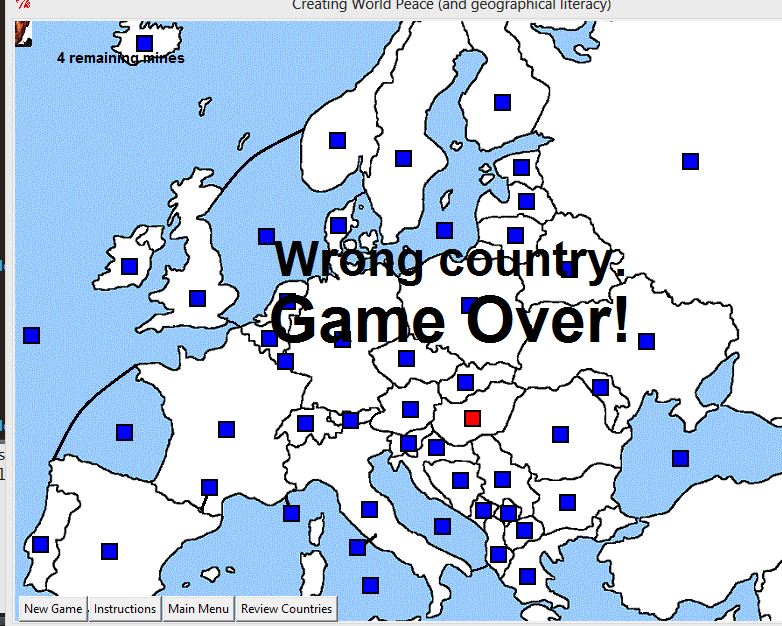 Creating World Peace (and geographical literacy)
4 remaining mines
Wrong country.
Game Over!
New Game
Instructions
Main Menu
Review Countries